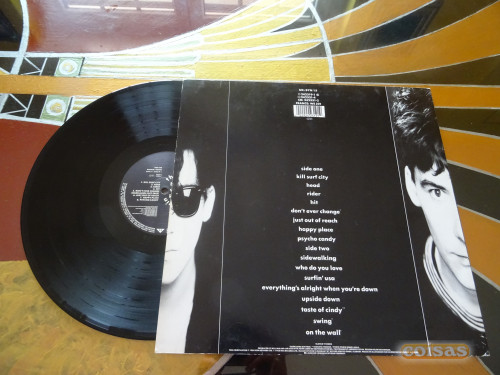 side one
kill surf city
head
rider
hit
don't ever change
just out of reach
happy place
psycho candy
side two
sidewalking
who do you love
surfin' usa
everything's alright when you're down
upside down
taste of cindy
swing
on the wall
coisas